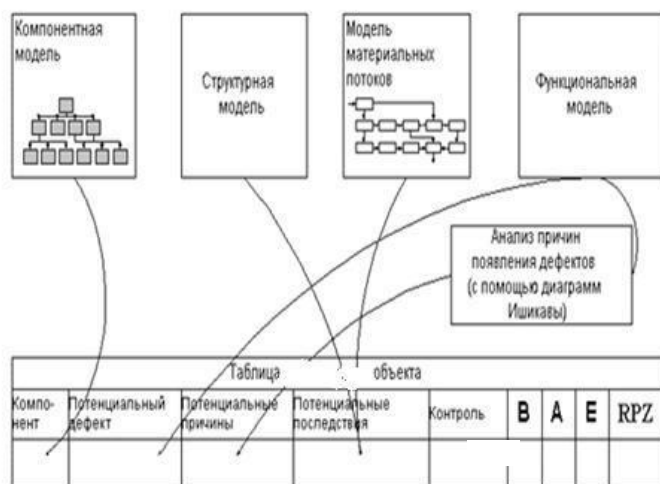 Компонентная
модель
Структурная
модель
Модель
материальных
потоков
Функциональная
модель
Анализ причин
появления дефектов
(с помощью диаграмм
Ишикавы)
Таблица объекта
Компо-
нент
Потенциальный
дефект
Потенциальные
причины
Потенциальные
последствия
Контроль
B
A
E
RPZ